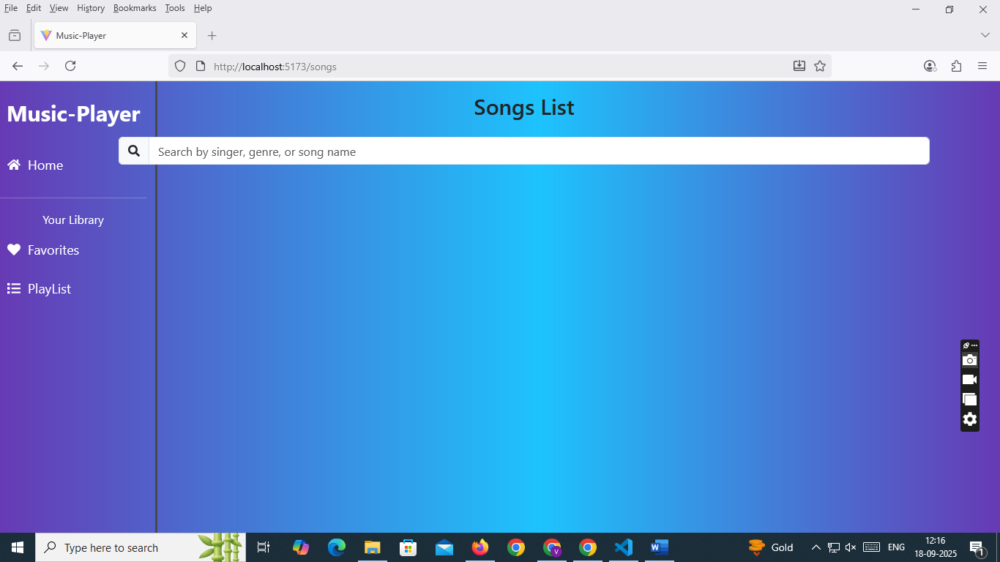 File Edit View History Bookmarks Tools Help
Music-Player
http://localhost:5173/songs
Songs List
Music-Player
Search by singer, genre, or song name
Home
Your Library
Favorites
PlayList
Type here to search
V
Gold
ENG
12:16
18-09-2025
1